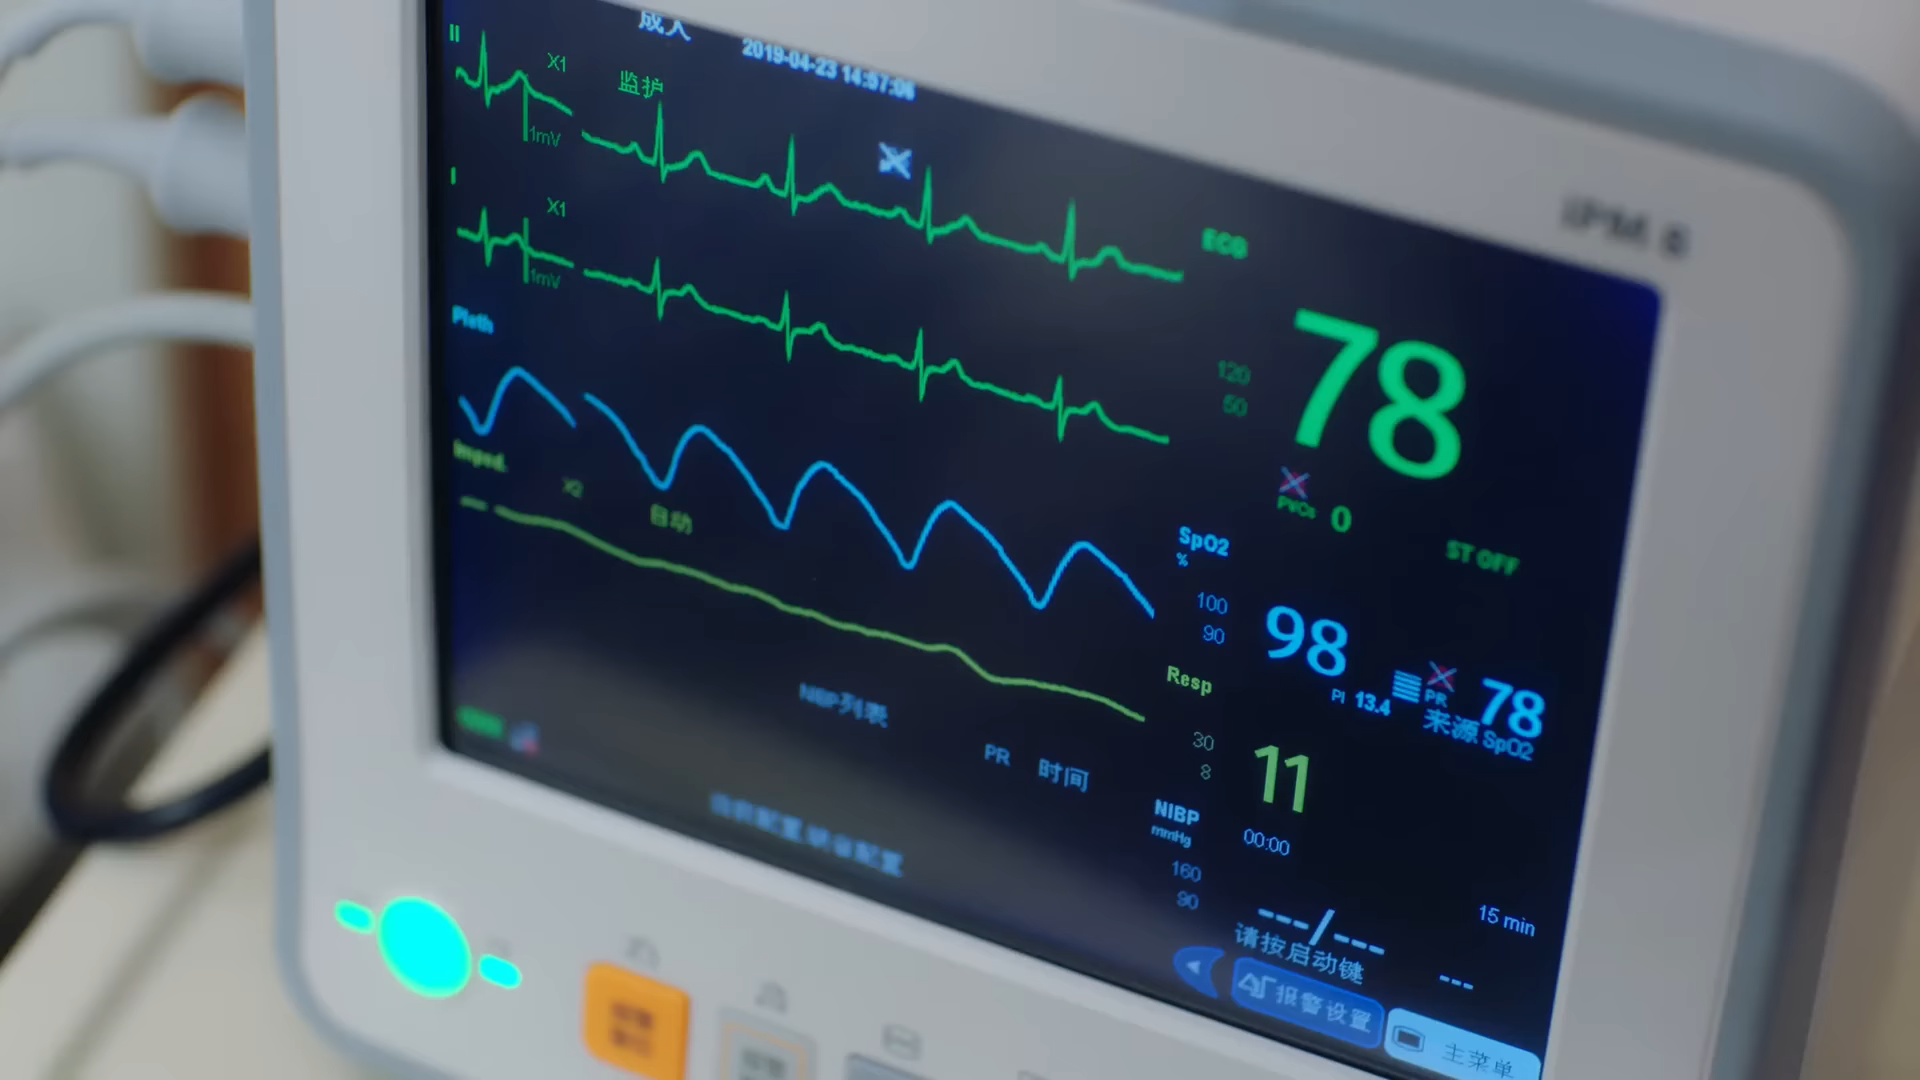 成人
2019-04-23 14:57:06
II
X1
监护
1mV
I
X1
1mV
ECG
78
120
50
PVCs 0
ST OFF
Pleth
SpO2
%
100
90
98
PI 13.4
PR
78
来源 SpO2
Imped.
X2
自动
Resp
30
8
11
NIBP列表
PR 时间
NIBP
mmHg
00:00
160
90
15 min
---/---
---
请按启动键
报警设置
主菜单